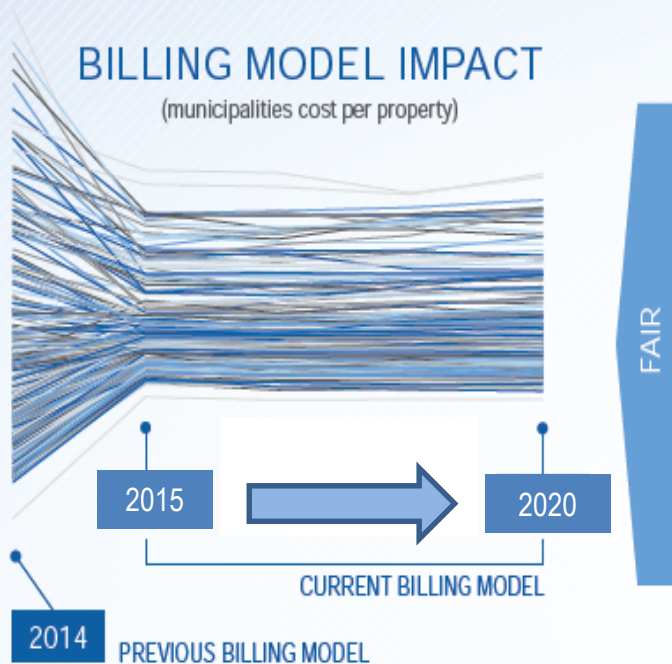 BILLING MODEL IMPACT
(municipalities cost per property)
FAIR
2015
2020
CURRENT BILLING MODEL
2014
PREVIOUS BILLING MODEL